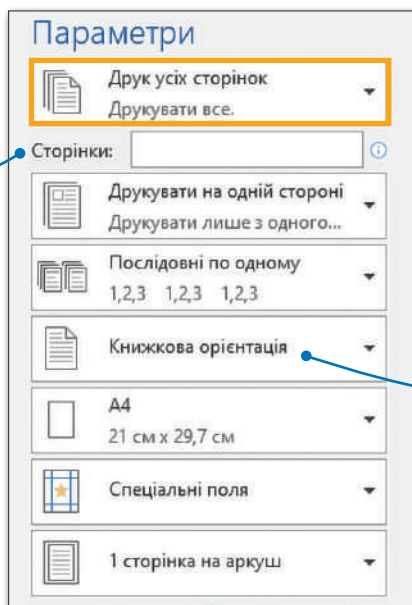 Параметри
Друк усіх сторінок
Друкувати все.
Сторінки:
Друкувати на одній стороні
Друкувати лише з одного...
Послідовні по одному
1,2,3 1,2,3 1,2,3
Книжкова орієнтація
A4
21 см x 29,7 см
Спеціальні поля
1 сторінка на аркуш